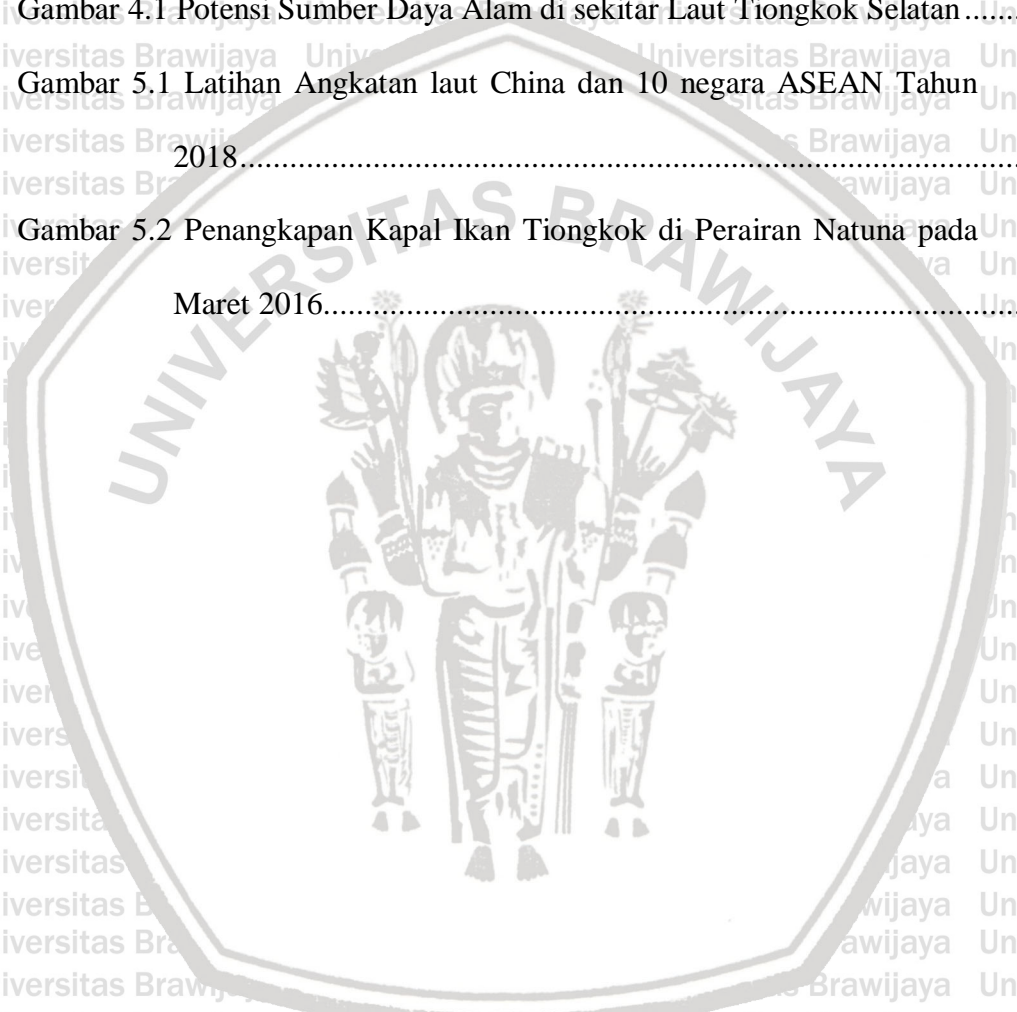 Gambar 4.1 Potensi Sumber Daya Alam di sekitar Laut Tiongkok Selatan ......
Gambar 5.1 Latihan Angkatan laut China dan 10 negara ASEAN Tahun
2018...........................................................................................
Gambar 5.2 Penangkapan Kapal Ikan Tiongkok di Perairan Natuna pada
Maret 2016.................................................................................
UNIVERSITAS BRAWIJAYA